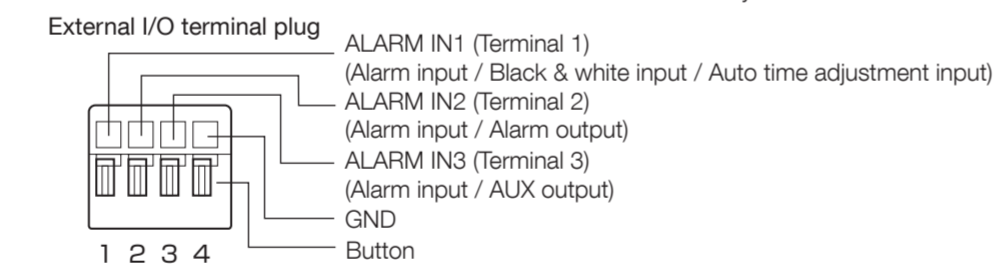 External I/O terminal plug
ALARM IN1 (Terminal 1)
(Alarm input / Black & white input / Auto time adjustment input)
ALARM IN2 (Terminal 2)
(Alarm input / Alarm output)
ALARM IN3 (Terminal 3)
(Alarm input / AUX output)
GND
Button
1 2 3 4